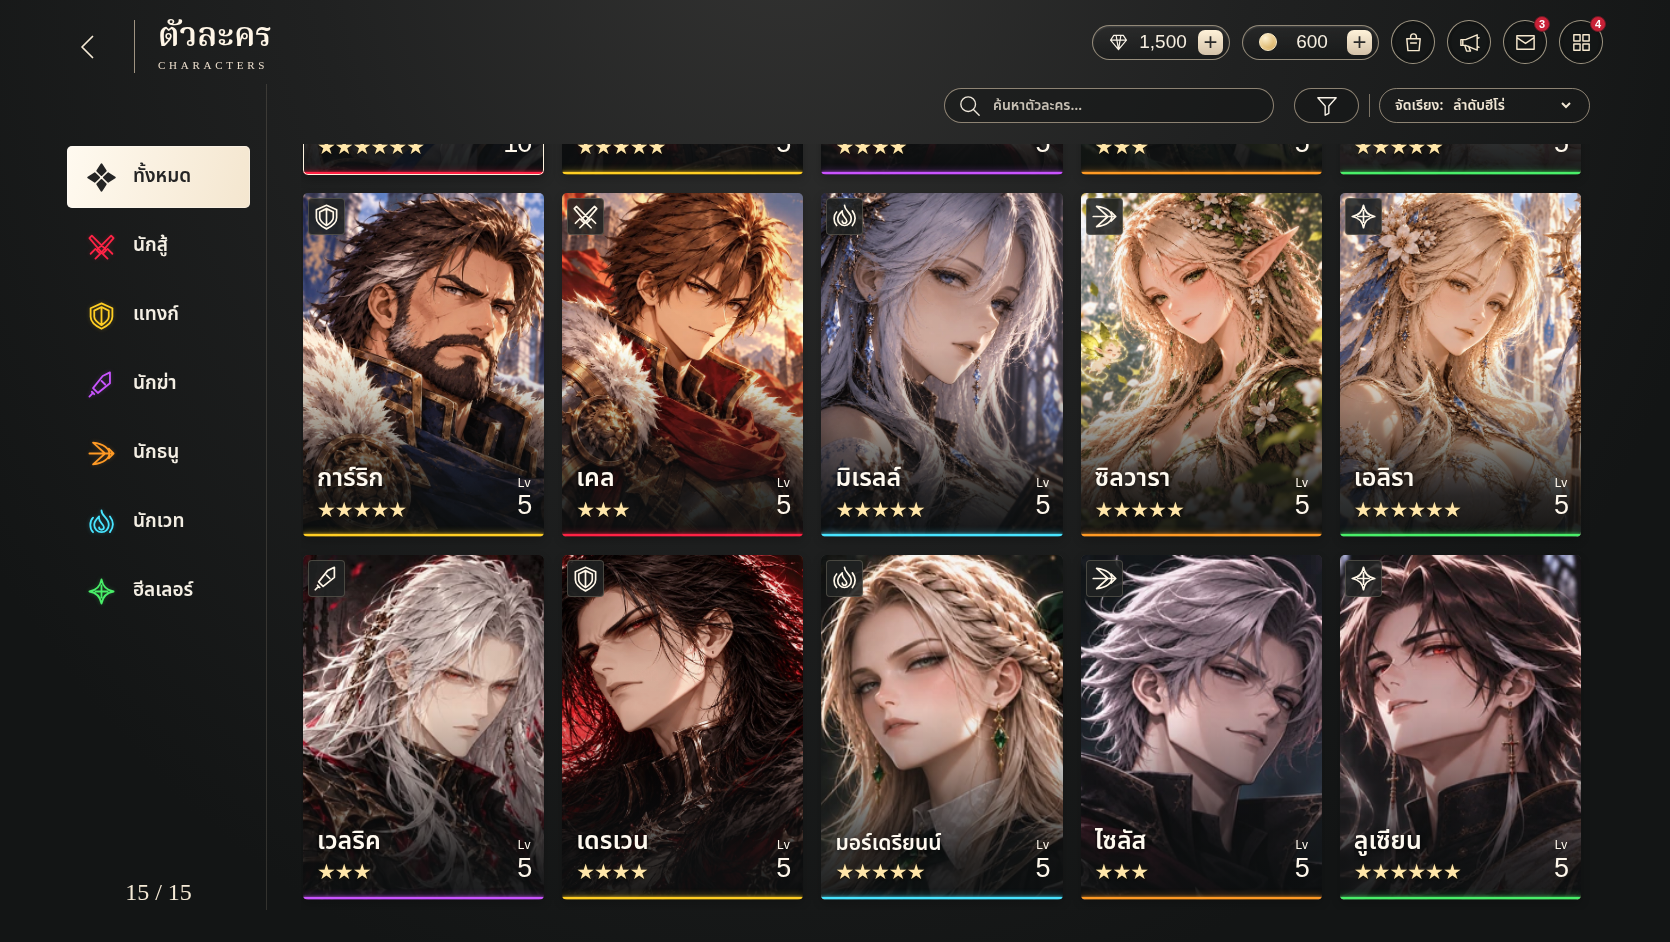 ตัวละคร
CHARACTERS
1,500
600
3
4
ค้นหาตัวละคร...
จัดเรียง: ลำดับฮีโร่
ทั้งหมด
นักสู้
แทงก์
นักฆ่า
นักธนู
นักเวท
ฮีลเลอร์
15 / 15
10
5
5
5
5
การ์ริก
Lv
5
เคล
Lv
5
มิเรลล์
Lv
5
ซิลวารา
Lv
5
เอลิรา
Lv
5
เวลริค
Lv
5
เดรเวน
Lv
5
มอร์เดรียนน์
Lv
5
ไซลัส
Lv
5
ลูเซียน
Lv
5